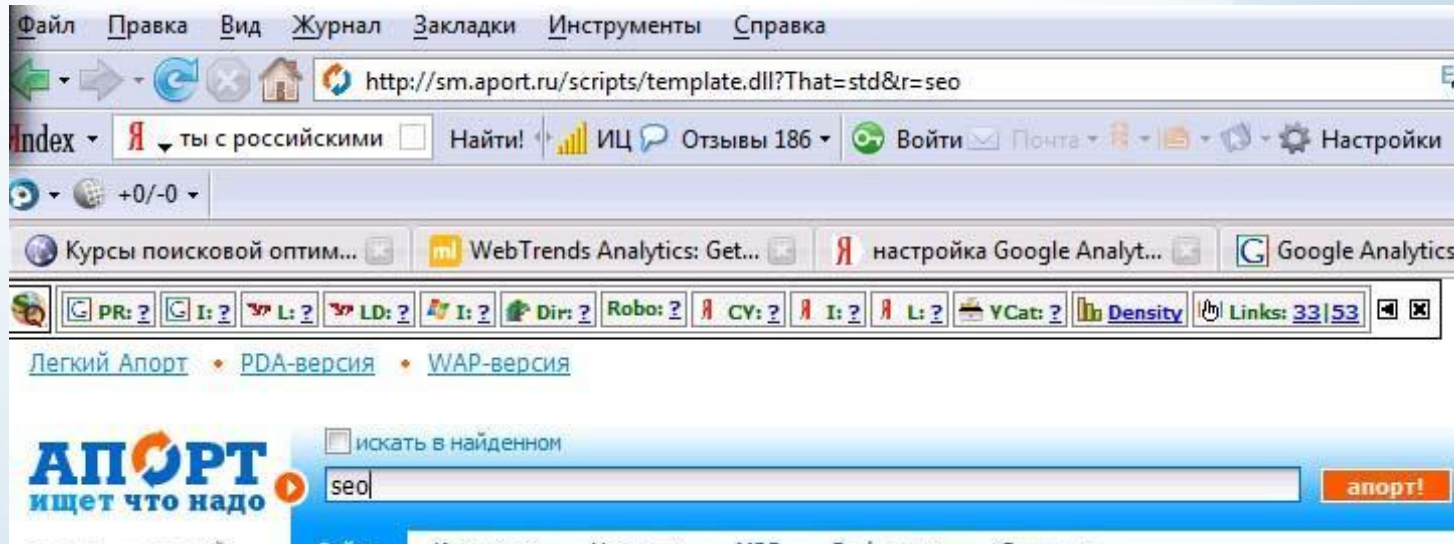 Файл Правка Вид Журнал Закладки Инструменты Справка
http://sm.aport.ru/scripts/template.dll?That=std&r=seo
Index Я ты с российскими Найти! ИЦ Отзывы 186 Войти Почта Настройки
+0/-0
Курсы поисковой оптим... ml WebTrends Analytics: Get... Я настройка Google Analyt... G Google Analytics
G PR: ? G I: ? L: ? LD: ? I: ? Dir: ? Robo: ? Я CY: ? Я I: ? Я L: ? YCat: ? Density Links: 33|53
Легкий Апорт • PDA-версия • WAP-версия
искать в найденном
АПОРТ
ищет что надо
seo
апорт!